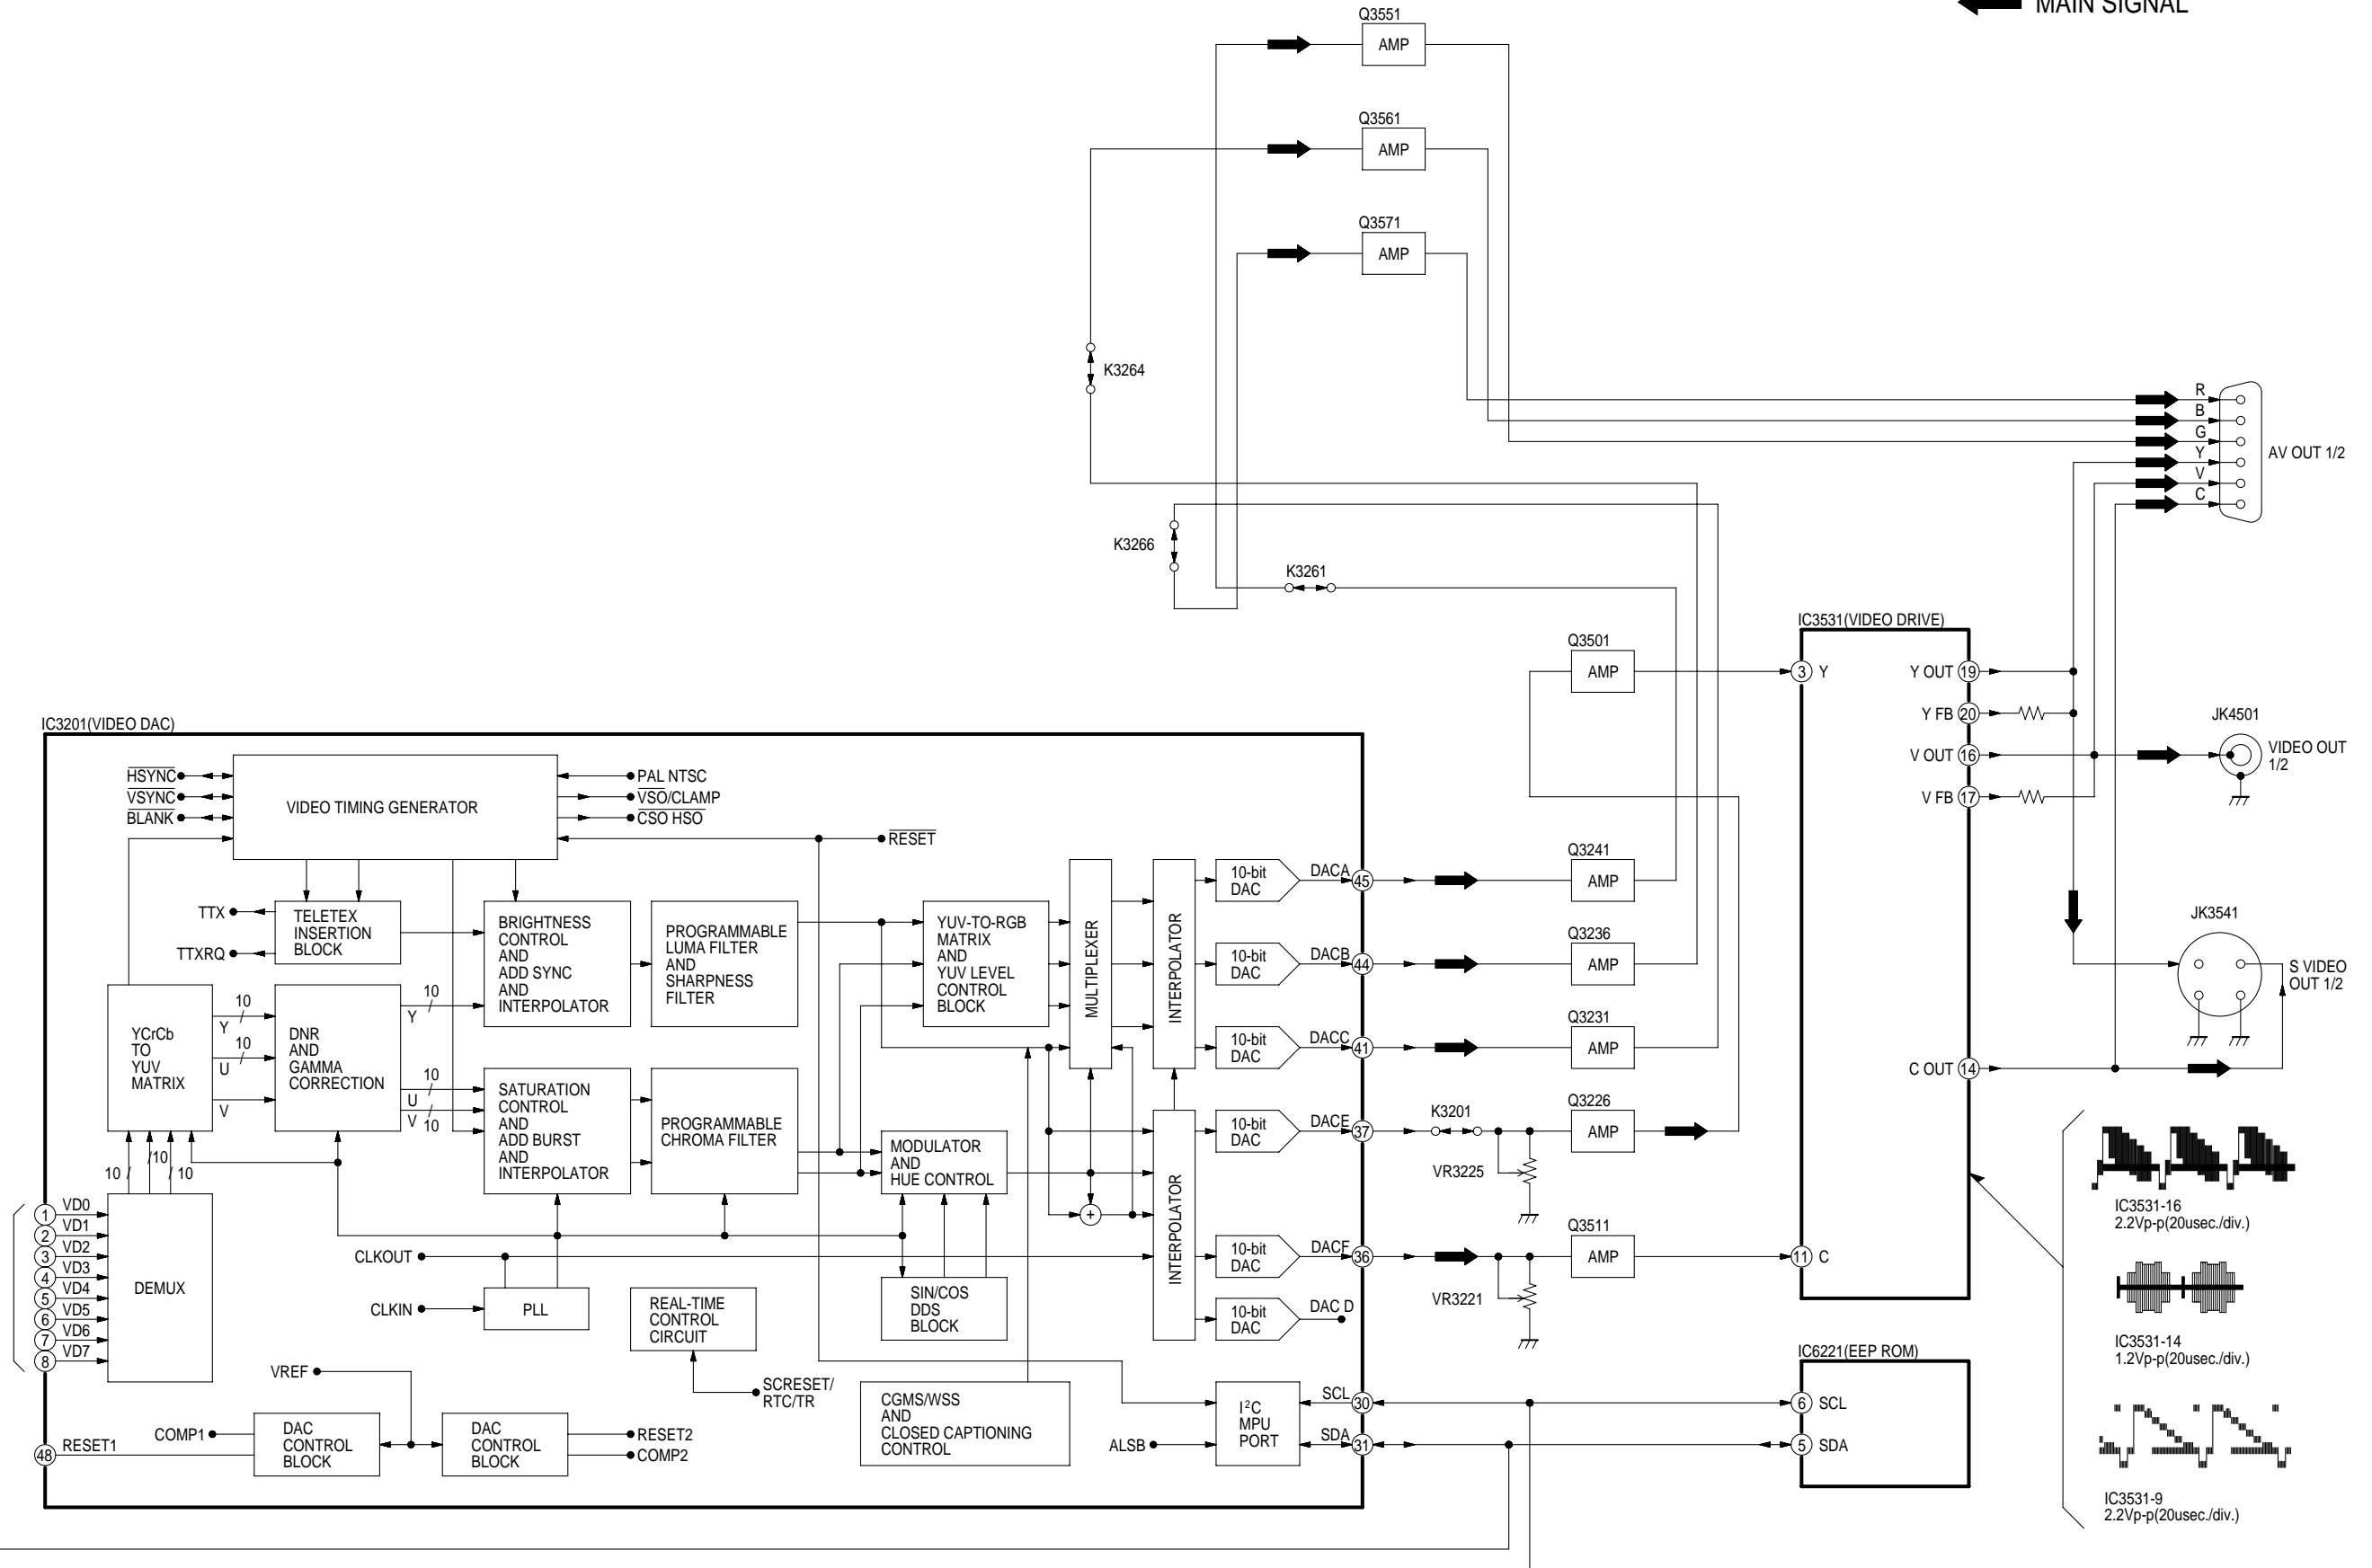 MAIN SIGNAL
Q3551
AMP
Q3561
AMP
Q3571
AMP
K3264
K3266
K3261
R
B
G
Y
V
C
AV OUT 1/2
IC3531(VIDEO DRIVE)
Q3501
AMP
3 Y
Y OUT 19
Y FB 20
V OUT 16
V FB 17
C OUT 14
11 C
JK4501
VIDEO OUT
1/2
JK3541
S VIDEO
OUT 1/2
IC3201(VIDEO DAC)
HSYNC
VSYNC
BLANK
VIDEO TIMING GENERATOR
PAL NTSC
VSO/CLAMP
CSO HSO
RESET
TTX
TTXRQ
TELETEX
INSERTION
BLOCK
BRIGHTNESS
CONTROL
AND
ADD SYNC
AND
INTERPOLATOR
PROGRAMMABLE
LUMA FILTER
AND
SHARPNESS
FILTER
YUV-TO-RGB
MATRIX
AND
YUV LEVEL
CONTROL
BLOCK
MULTIPLEXER
INTERPOLATOR
10-bit
DAC
DACA
45
Q3241
AMP
10-bit
DAC
DACB
44
Q3236
AMP
10-bit
DAC
DACC
41
Q3231
AMP
YCrCb
TO
YUV
MATRIX
10
Y
10
U
V
DNR
AND
GAMMA
CORRECTION
10
Y
10
U
V
10
SATURATION
CONTROL
AND
ADD BURST
AND
INTERPOLATOR
PROGRAMMABLE
CHROMA FILTER
MODULATOR
AND
HUE CONTROL
+
INTERPOLATOR
10-bit
DAC
DACE
37
K3201
VR3225
Q3226
AMP
10-bit
DAC
DACF
36
VR3221
Q3511
AMP
10-bit
DAC
DAC D
10
10
10
1 VD0
2 VD1
3 VD2
4 VD3
5 VD4
6 VD5
7 VD6
8 VD7
DEMUX
CLKOUT
CLKIN
PLL
REAL-TIME
CONTROL
CIRCUIT
SIN/COS
DDS
BLOCK
SCRESET/
RTC/TR
VREF
COMP1
48 RESET1
DAC
CONTROL
BLOCK
DAC
CONTROL
BLOCK
RESET2
COMP2
CGMS/WSS
AND
CLOSED CAPTIONING
CONTROL
ALSB
I2C
MPU
PORT
SCL
30
SDA
31
IC6221(EEP ROM)
6 SCL
5 SDA
IC3531-16
2.2Vp-p(20usec./div.)
IC3531-14
1.2Vp-p(20usec./div.)
IC3531-9
2.2Vp-p(20usec./div.)